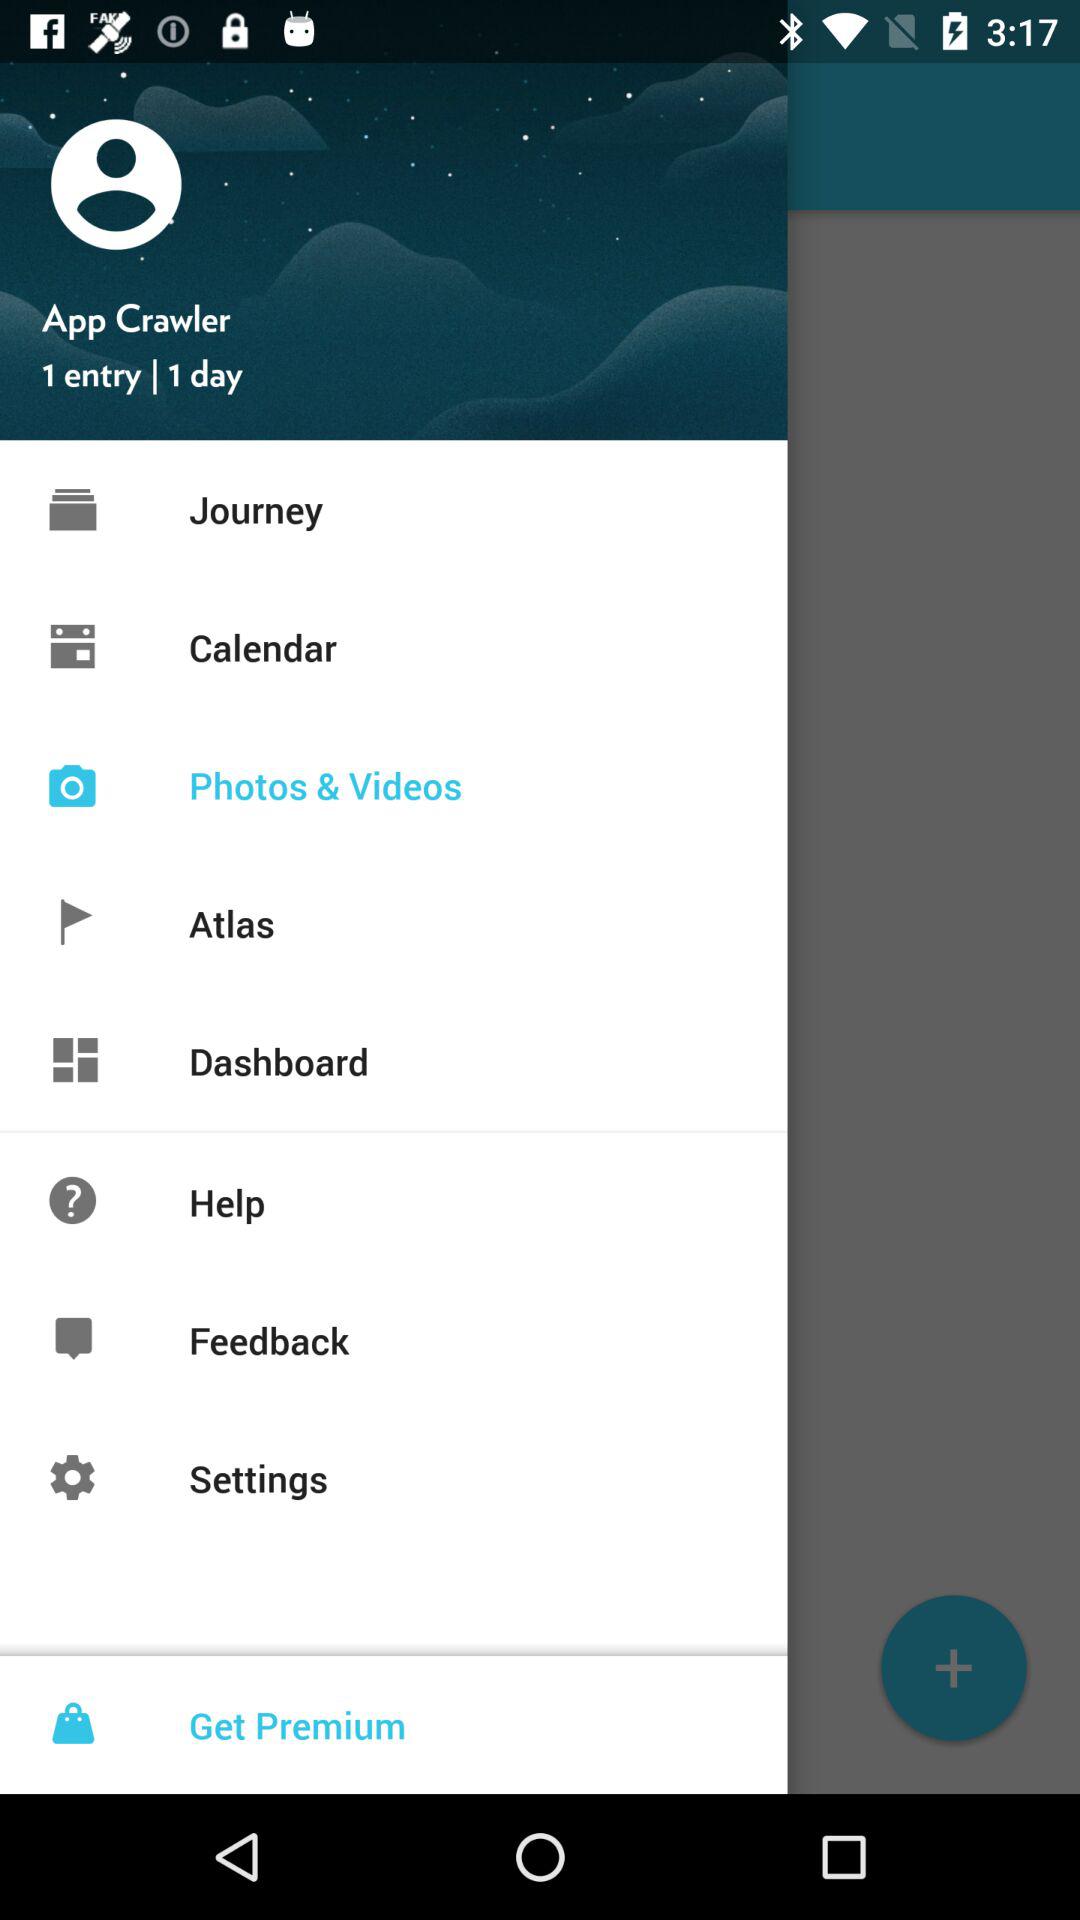 FAKE
3:17
App Crawler
1 entry | 1 day
Journey
Calendar
Photos & Videos
Atlas
Dashboard
Help
Feedback
Settings
Get Premium